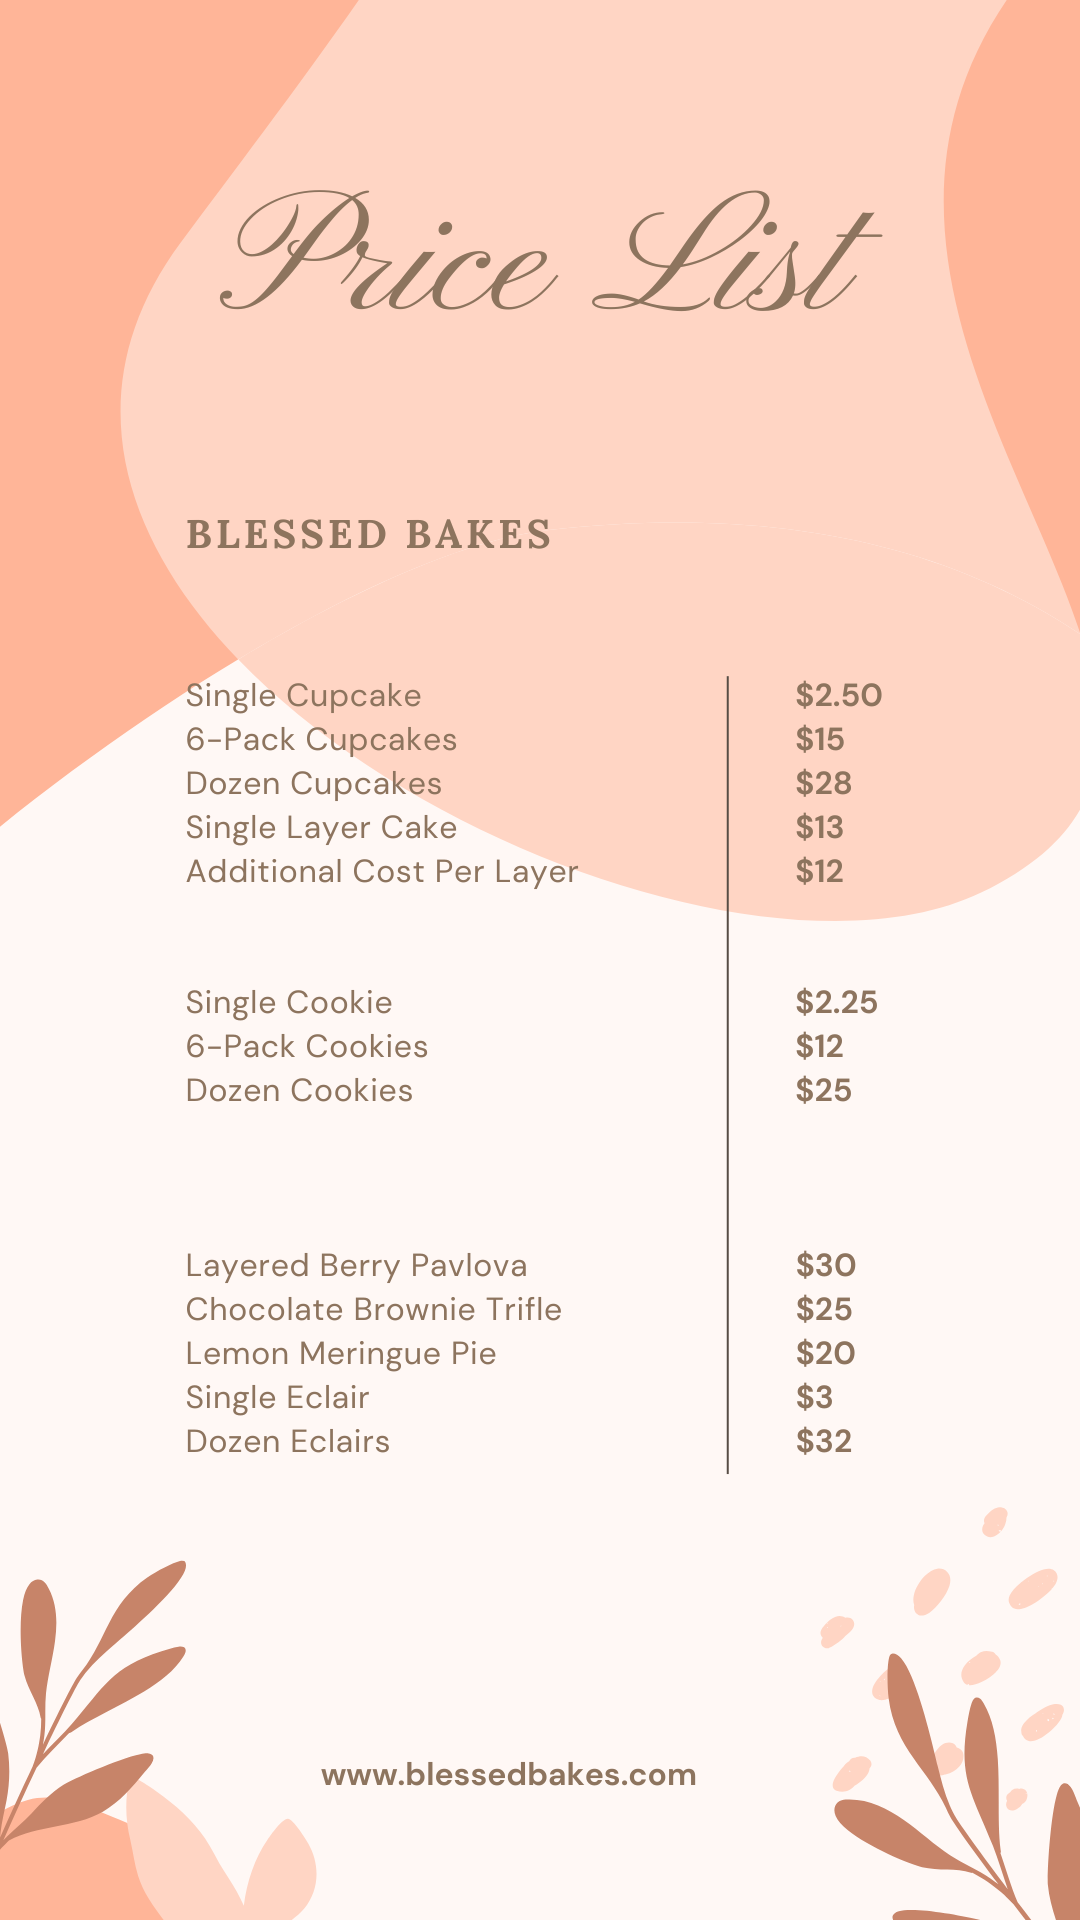 Price List
BLESSED BAKES
Single Cupcake $2.50
6-Pack Cupcakes $15
Dozen Cupcakes $28
Single Layer Cake $13
Additional Cost Per Layer $12
Single Cookie $2.25
6-Pack Cookies $12
Dozen Cookies $25
Layered Berry Pavlova $30
Chocolate Brownie Trifle $25
Lemon Meringue Pie $20
Single Eclair $3
Dozen Eclairs $32
www.blessedbakes.com